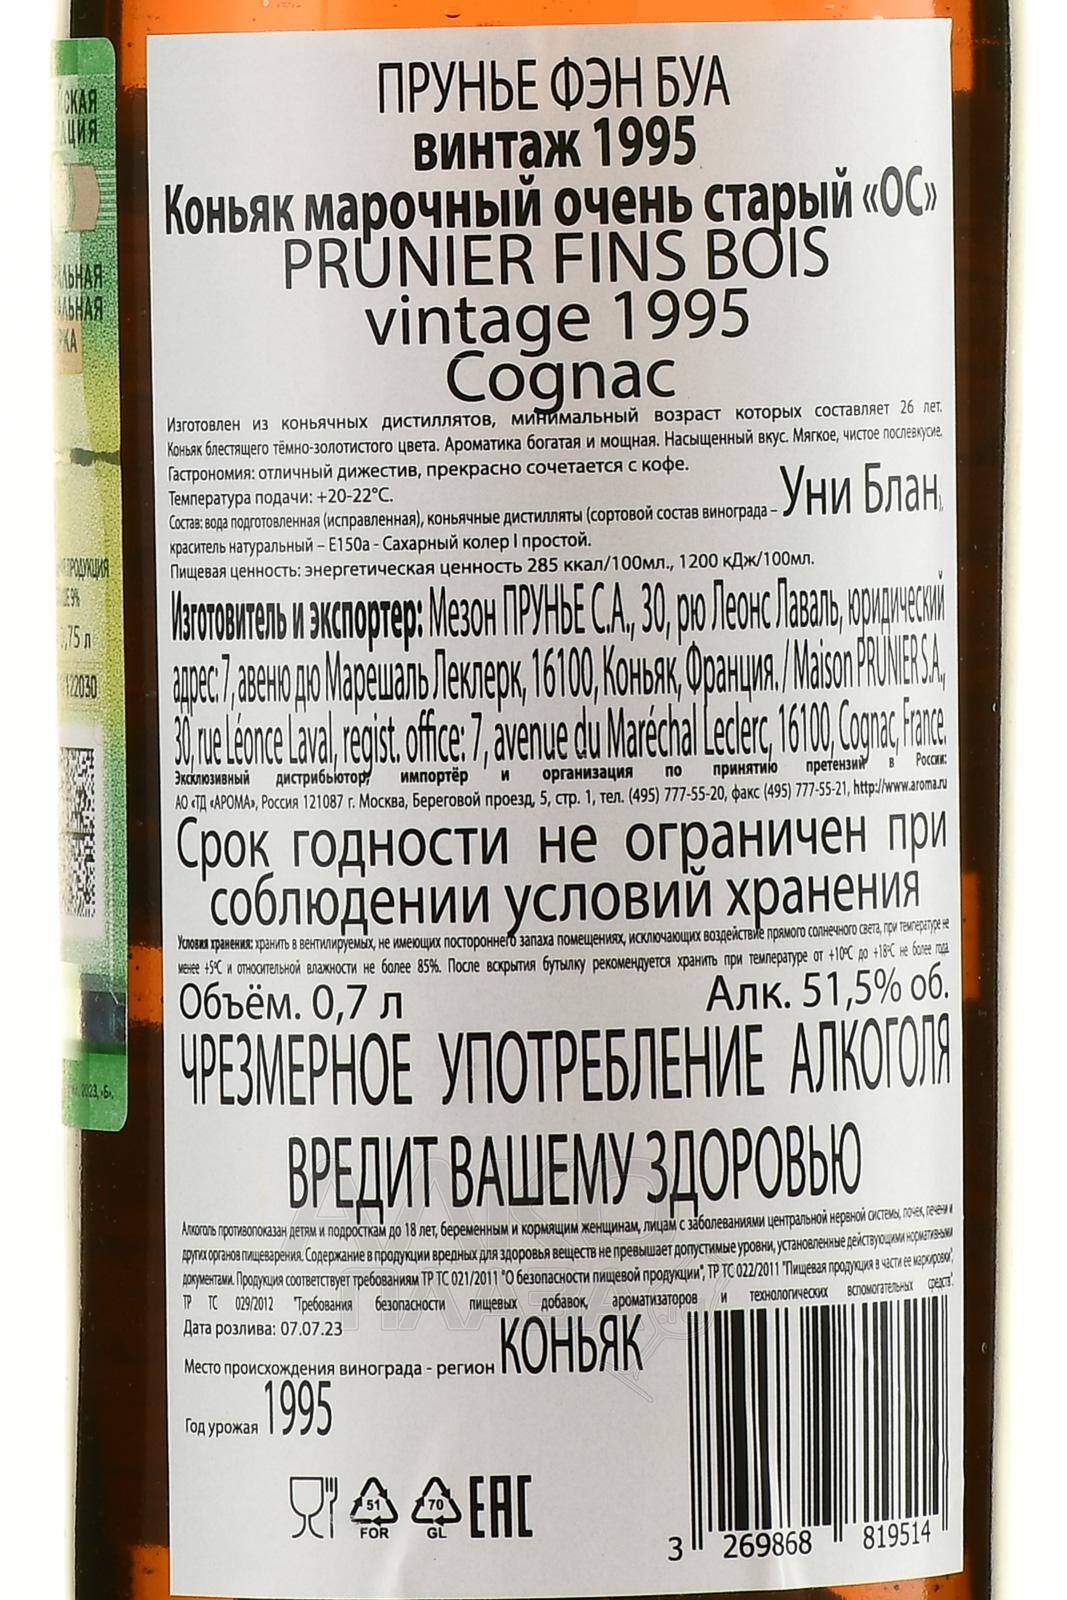 ПРУНЬЕ ФЭН БУА
винтаж 1995
Коньяк марочный очень старый «ОС»
PRUNIER FINS BOIS
vintage 1995
Cognac
Изготовлен из коньячных дистиллятов, минимальный возраст которых составляет 26 лет.
Коньяк блестящего тёмно-золотистого цвета. Ароматика богатая и мощная. Насыщенный вкус. Мягкое, чистое послевкусие.
Гастрономия: отличный дижестив, прекрасно сочетается с кофе.
Температура подачи: +20-22°C.
Состав: вода подготовленная (исправленная), коньячные дистилляты (сортовой состав винограда – Уни Блан),
краситель натуральный – Е150а - Сахарный колер I простой.
Пищевая ценность: энергетическая ценность 285 ккал/100мл., 1200 кДж/100мл.
Изготовитель и экспортер: Мезон ПРУНЬЕ С.А., 30, рю Леонс Лаваль, юридический
адрес: 7, авеню дю Марешаль Леклерк, 16100, Коньяк, Франция. / Maison PRUNIER S.A.,
30, rue Léonce Laval, regist. office: 7, avenue du Maréchal Leclerc, 16100, Cognac, France.
Эксклюзивный дистрибьютор, импортёр и организация по принятию претензий в России:
АО «ТД «АРОМА», Россия 121087 г. Москва, Береговой проезд, 5, стр. 1, тел. (495) 777-55-20, факс (495) 777-55-21, http://www.aroma.ru
Срок годности не ограничен при
соблюдении условий хранения
Условия хранения: хранить в вентилируемых, не имеющих постороннего запаха помещениях, исключающих воздействие прямого солнечного света, при температуре не
менее +5°C и относительной влажности не более 85%. После вскрытия бутылку рекомендуется хранить при температуре от +10°C до +18°C не более года.
Объём. 0,7 л Алк. 51,5% об.
ЧРЕЗМЕРНОЕ УПОТРЕБЛЕНИЕ АЛКОГОЛЯ
ВРЕДИТ ВАШЕМУ ЗДОРОВЬЮ
Алкоголь противопоказан детям и подросткам до 18 лет, беременным и кормящим женщинам, лицам с заболеваниями центральной нервной системы, почек, печени и
других органов пищеварения. Содержание в продукции вредных для здоровья веществ не превышает допустимые уровни, установленные действующими нормативными
документами. Продукция соответствует требованиям ТР ТС 021/2011 "О безопасности пищевой продукции", ТР ТС 022/2011 "Пищевая продукция в части ее маркировки",
ТР ТС 029/2012 "Требования безопасности пищевых добавок, ароматизаторов и технологических вспомогательных средств".
Дата розлива: 07.07.23
Место происхождения винограда - регион КОНЬЯК
Год урожая 1995
51
FOR
70
GL
EAC
3 269868 819514